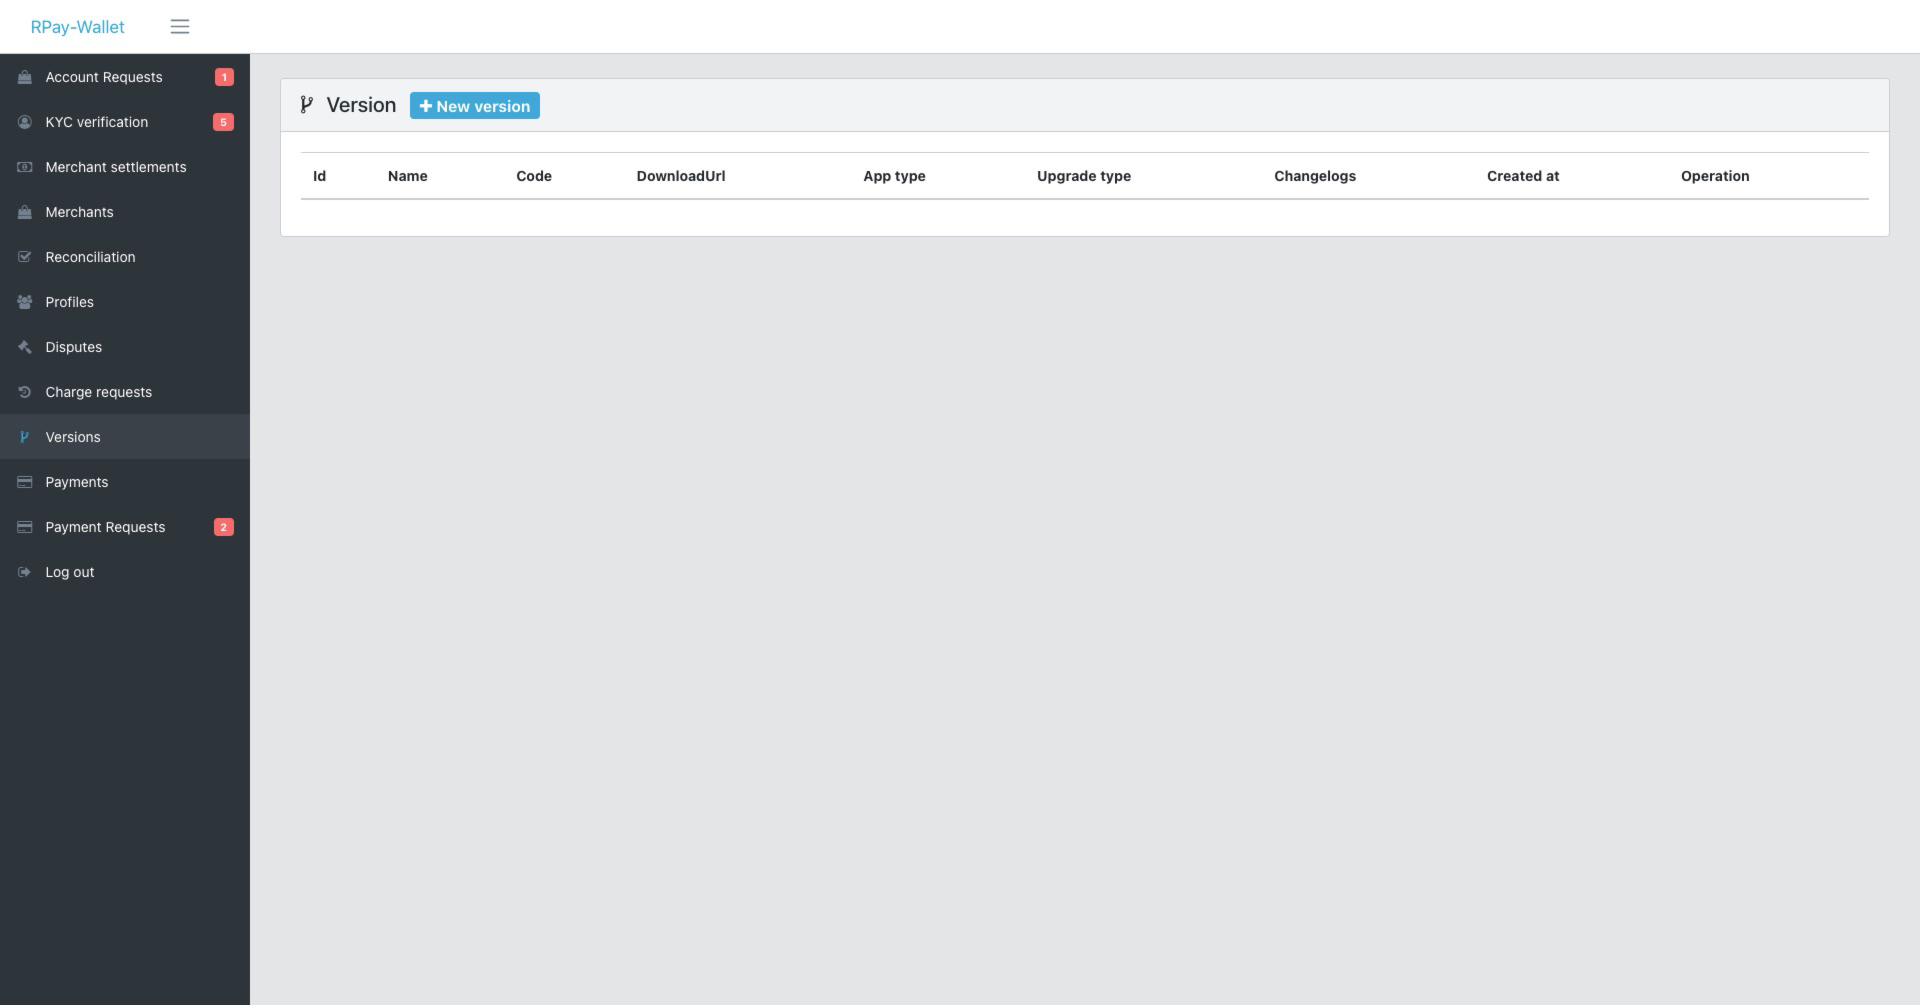 RPay-Wallet
Account Requests 1
KYC verification 5
Merchant settlements
Merchants
Reconciliation
Profiles
Disputes
Charge requests
Versions
Payments
Payment Requests 2
Log out
Version + New version
Id Name Code DownloadUrl App type Upgrade type Changelogs Created at Operation